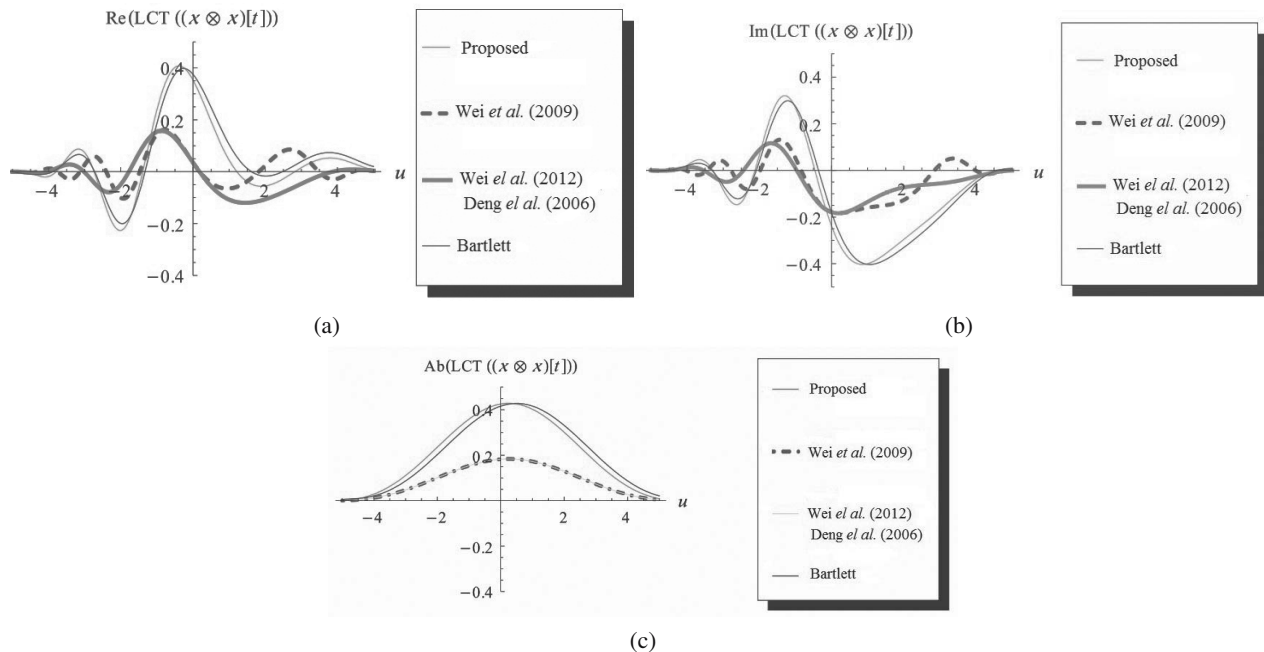 Re(LCT ((x ⊗ x)[t]))
0.4
0.2
−0.2
−0.4
−4
−2
2
4
u
Proposed
Wei et al. (2009)
Wei el al. (2012)
Deng el al. (2006)
Bartlett
(a)
Im(LCT ((x ⊗ x)[t]))
0.4
0.2
−0.2
−0.4
−4
−2
2
4
u
Proposed
Wei et al. (2009)
Wei el al. (2012)
Deng el al. (2006)
Bartlett
(b)
Ab(LCT ((x ⊗ x)[t]))
0.4
0.2
−0.2
−0.4
−4
−2
2
4
u
Proposed
Wei et al. (2009)
Wei el al. (2012)
Deng el al. (2006)
Bartlett
(c)